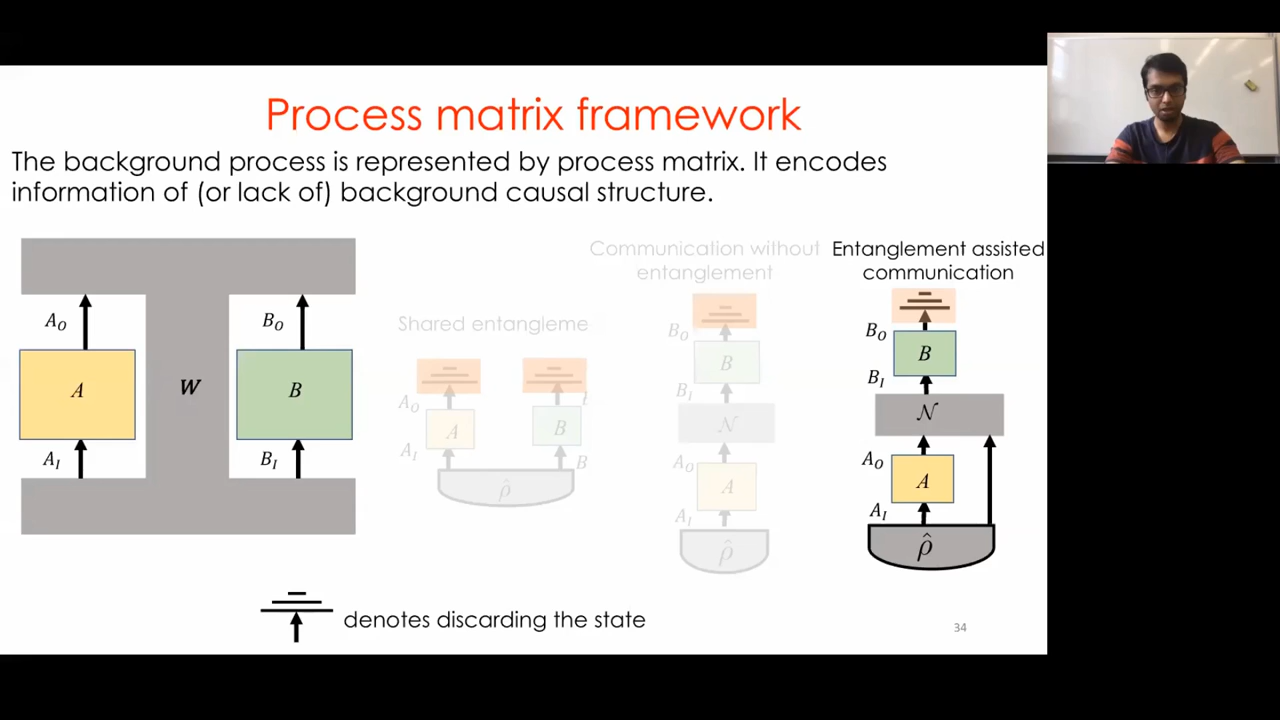 Process matrix framework
The background process is represented by process matrix. It encodes
information of (or lack of) background causal structure.
A_O
B_O
A
W
B
A_I
B_I
Shared entangleme
A_O
A
B
A_I
B
ρ̂
Communication without
entanglement
B_O
B
B_I
𝒩
A_O
A
A_I
ρ̂
Entanglement assisted
communication
B_O
B
B_I
𝒩
A_O
A
A_I
ρ̂
denotes discarding the state
34